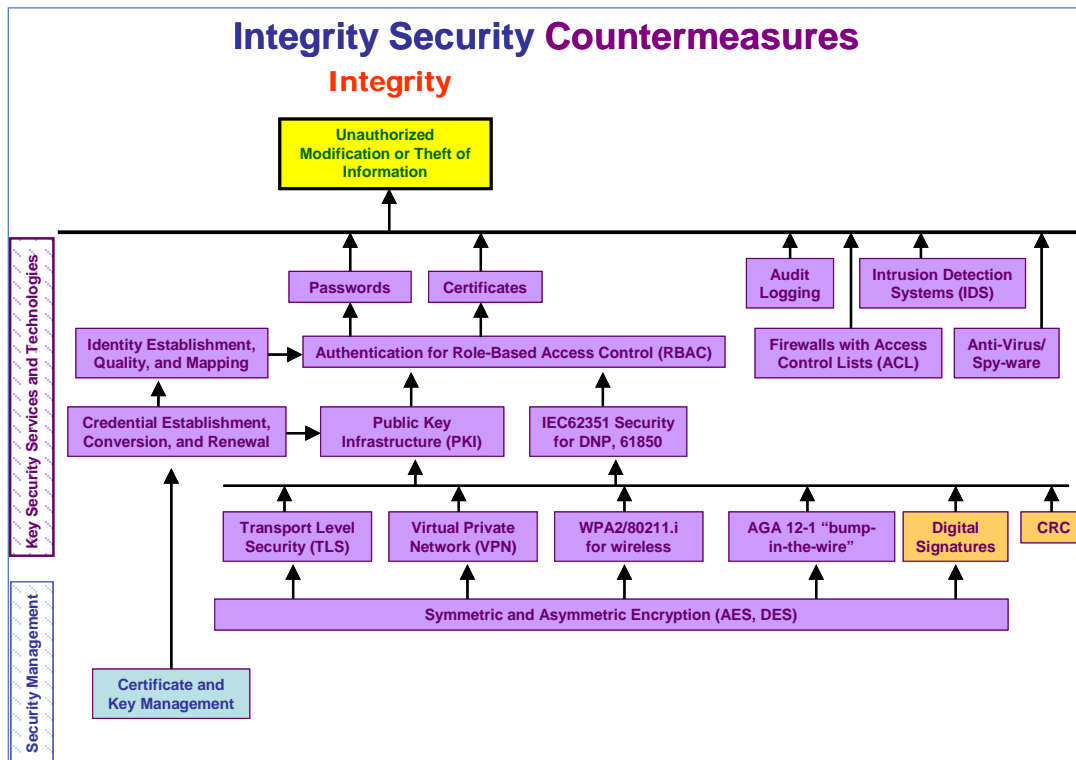 Integrity Security Countermeasures
Integrity
Unauthorized
Modification or Theft of
Information
Key Security Services and Technologies
Passwords
Certificates
Audit
Logging
Intrusion Detection
Systems (IDS)
Identity Establishment,
Quality, and Mapping
Authentication for Role-Based Access Control (RBAC)
Firewalls with Access
Control Lists (ACL)
Anti-Virus/
Spy-ware
Credential Establishment,
Conversion, and Renewal
Public Key
Infrastructure (PKI)
IEC62351 Security
for DNP, 61850
Transport Level
Security (TLS)
Virtual Private
Network (VPN)
WPA2/80211.i
for wireless
AGA 12-1 “bump-
in-the-wire”
Digital
Signatures
CRC
Symmetric and Asymmetric Encryption (AES, DES)
Security Management
Certificate and
Key Management